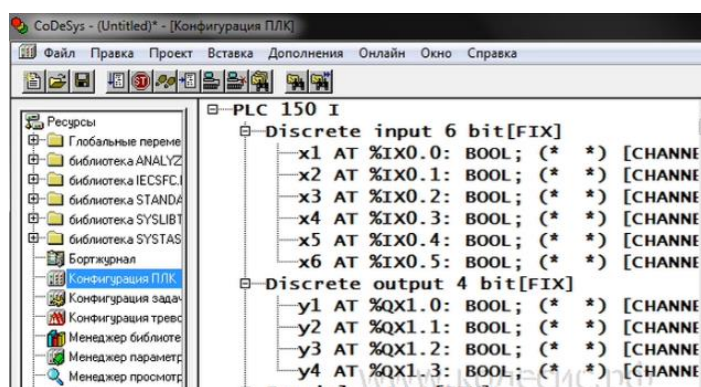 CoDeSys - (Untitled)* - [Конфигурация ПЛК]
Файл Правка Проект Вставка Дополнения Онлайн Окно Справка
Ресурсы
Глобальные переме
библиотека ANALYZ
библиотека IECSFC.l
библиотека STANDA
библиотека SYSLIBT
библиотека SYSTAS
Бортжурнал
Конфигурация ПЛК
Конфигурация задач
Конфигурация трево
Менеджер библиоте
Менеджер параметр
Менеджер просмотр
PLC 150 I
Discrete input 6 bit[FIX]
x1 AT %IX0.0: BOOL; (* *) [CHANNE
x2 AT %IX0.1: BOOL; (* *) [CHANNE
x3 AT %IX0.2: BOOL; (* *) [CHANNE
x4 AT %IX0.3: BOOL; (* *) [CHANNE
x5 AT %IX0.4: BOOL; (* *) [CHANNE
x6 AT %IX0.5: BOOL; (* *) [CHANNE
Discrete output 4 bit[FIX]
y1 AT %QX1.0: BOOL; (* *) [CHANNE
y2 AT %QX1.1: BOOL; (* *) [CHANNE
y3 AT %QX1.2: BOOL; (* *) [CHANNE
y4 AT %QX1.3: BOOL; (* *) [CHANNE